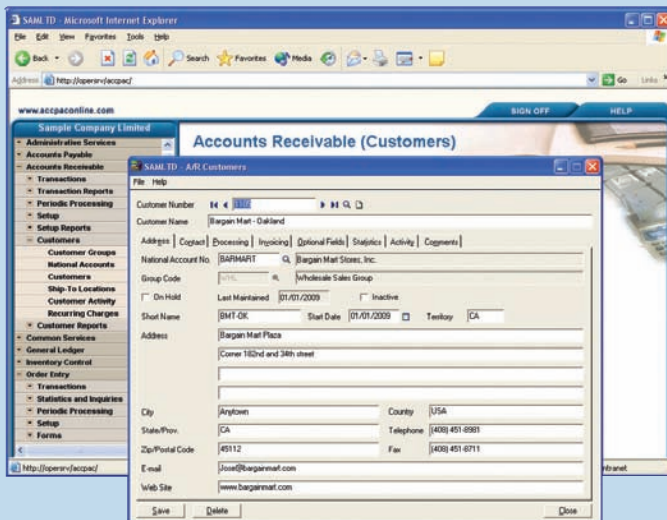 SAMLTD - Microsoft Internet Explorer
File Edit View Favorites Tools Help
Back Search Favorites Media
Address http://opersrv/accpac/ Go Links
www.accpaconline.com SIGN OFF HELP
Sample Company Limited
Administrative Services
Accounts Payable
Accounts Receivable
Transactions
Transaction Reports
Periodic Processing
Setup
Setup Reports
Customers
Customer Groups
National Accounts
Customers
Ship-To Locations
Customer Activity
Recurring Charges
Customer Reports
Common Services
General Ledger
Inventory Control
Order Entry
Transactions
Statistics and Inquiries
Periodic Processing
Setup
Forms
http://opersrv/accpac/
Accounts Receivable (Customers)
SAMLTD - A/R Customers
File Help
Customer Number
Customer Name Bargain Mart - Oakland
Address Contact Processing Invoicing Optional Fields Statistics Activity Comments
National Account No. BARMART Bargain Mart Stores, Inc.
Group Code WHL Wholesale Sales Group
On Hold Last Maintained 01/01/2009 Inactive
Short Name BMT-OK Start Date 01/01/2009 Territory CA
Address Bargain Mart Plaza
Corner 182nd and 34th street
City Anytown Country USA
State/Prov. CA Telephone (408) 451-8981
Zip/Postal Code 45112 Fax (408) 451-8711
E-mail Jose@bargainmart.com
Web Site www.bargainmart.com
Save Delete Close